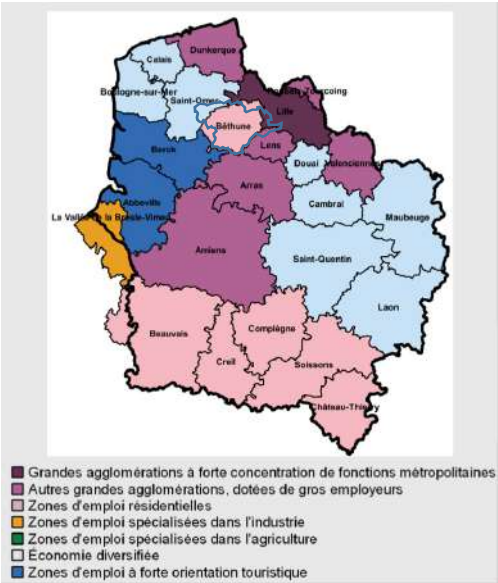 Dunkerque
Calais
Boulogne-sur-Mer
Saint-Omer
Roubaix-Tourcoing
Lille
Béthune
Lens
Berck
Douai
Valenciennes
Arras
Abbeville
Cambrai
Maubeuge
La Vallée de la Bresle-Vimeu
Amiens
Saint-Quentin
Laon
Beauvais
Compiègne
Creil
Soissons
Château-Thierry
Grandes agglomérations à forte concentration de fonctions métropolitaines
Autres grandes agglomérations, dotées de gros employeurs
Zones d'emploi résidentielles
Zones d'emploi spécialisées dans l'industrie
Zones d'emploi spécialisées dans l'agriculture
Économie diversifiée
Zones d'emploi à forte orientation touristique